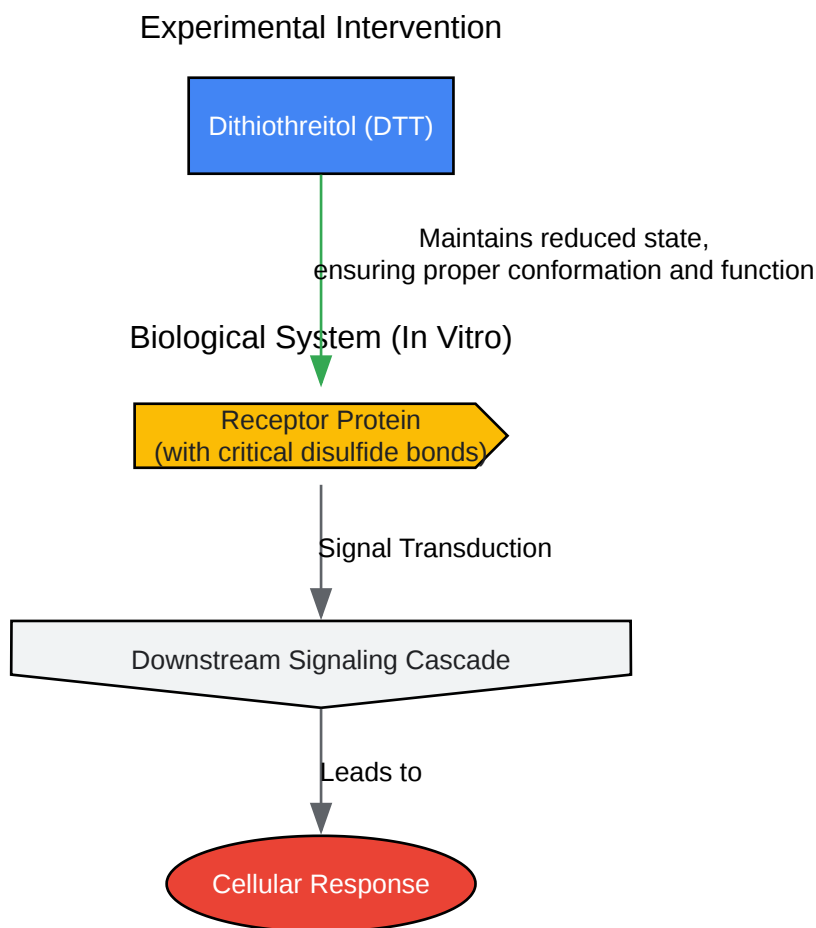 Experimental Intervention
Dithiothreitol (DTT)
Maintains reduced state,
ensuring proper conformation and function
Biological System (In Vitro)
Receptor Protein
(with critical disulfide bonds)
Signal Transduction
Downstream Signaling Cascade
Leads to
Cellular Response